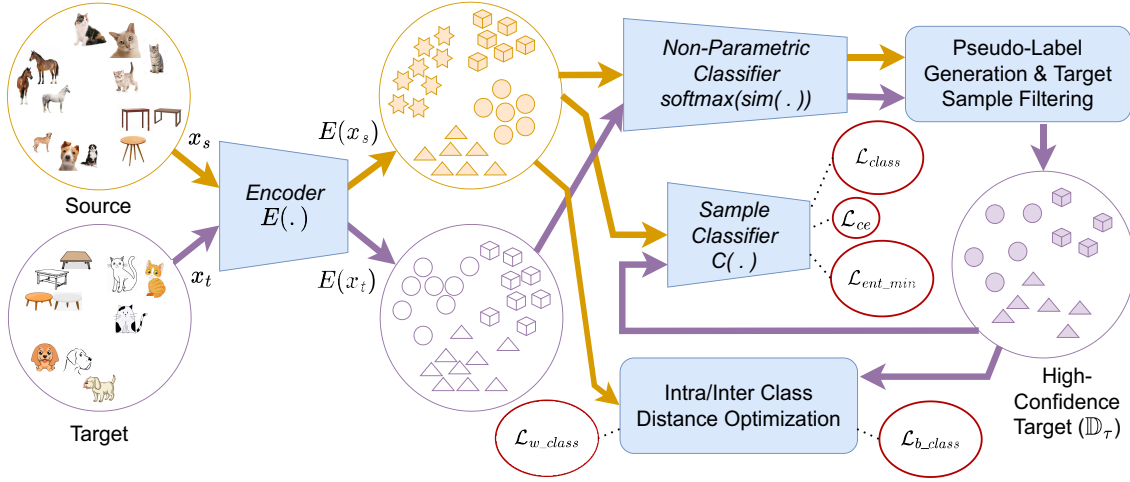 Source
Target
x_s
x_t
Encoder
E(.)
E(x_s)
E(x_t)
Non-Parametric
Classifier
softmax(sim( . ))
Pseudo-Label
Generation & Target
Sample Filtering
Sample
Classifier
C( . )
ℒ_class
ℒ_ce
ℒ_ent_min
Intra/Inter Class
Distance Optimization
ℒ_w_class
ℒ_b_class
High-
Confidence
Target (𝔻_τ)